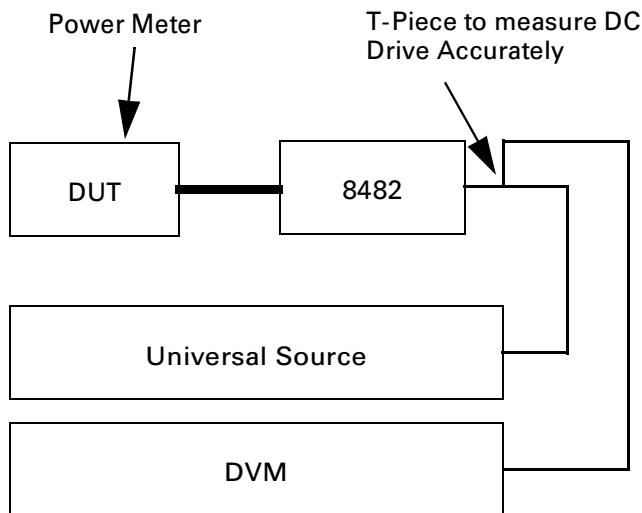 Power Meter
T-Piece to measure DC
Drive Accurately
DUT
8482
Universal Source
DVM